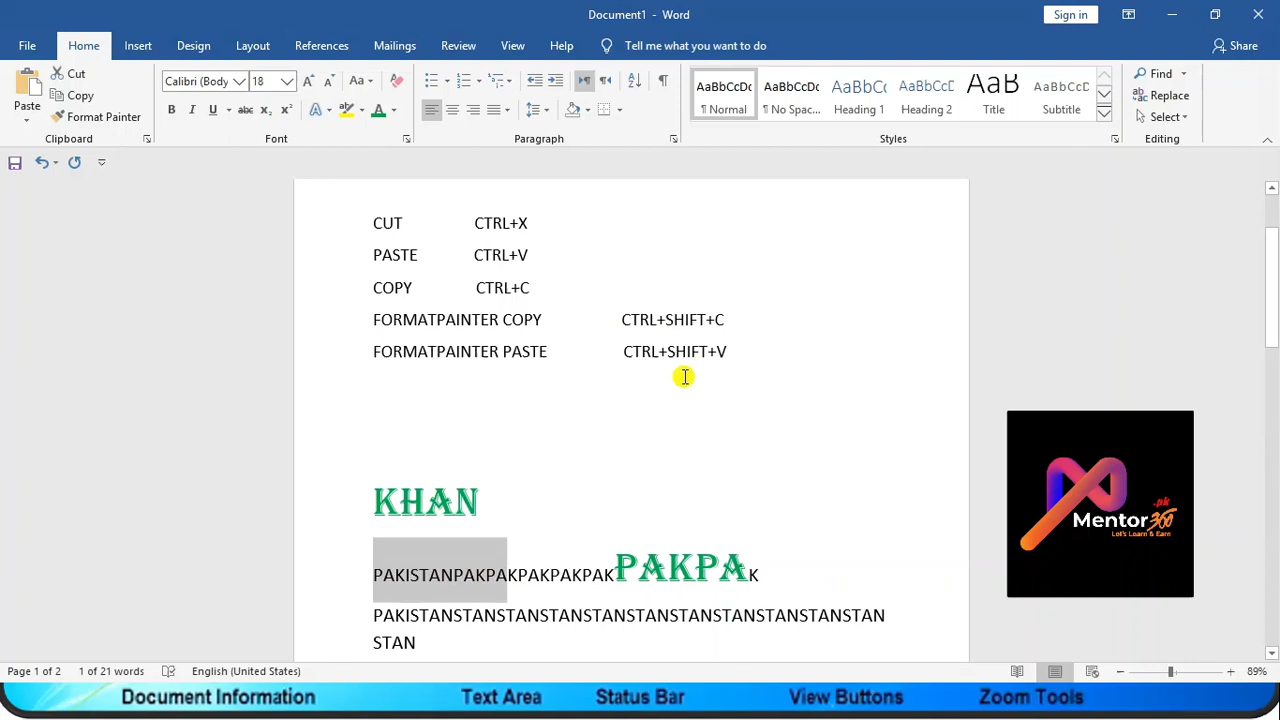 Document1 - Word
Sign in
File Home Insert Design Layout References Mailings Review View Help Tell me what you want to do Share
Paste
Cut
Copy
Format Painter
Clipboard
Calibri (Body 18
Font
Paragraph
AaBbCcDc
¶ Normal
AaBbCcDc
¶ No Spac...
AaBbCc
Heading 1
AaBbCcD
Heading 2
AaB
Title
AaBbCcD
Subtitle
Styles
Find
Replace
Select
Editing
CUT CTRL+X
PASTE CTRL+V
COPY CTRL+C
FORMATPAINTER COPY CTRL+SHIFT+C
FORMATPAINTER PASTE CTRL+SHIFT+V
KHAN
PAKISTANPAKPAKPAKPAKPAKPAKPAK
PAKISTANSTANSTANSTANSTANSTANSTANSTANSTANSTANSTAN
STAN
.pk
Mentor360
Let's Learn & Earn
Page 1 of 2 1 of 21 words English (United States) 89%
Document Information Text Area Status Bar View Buttons Zoom Tools